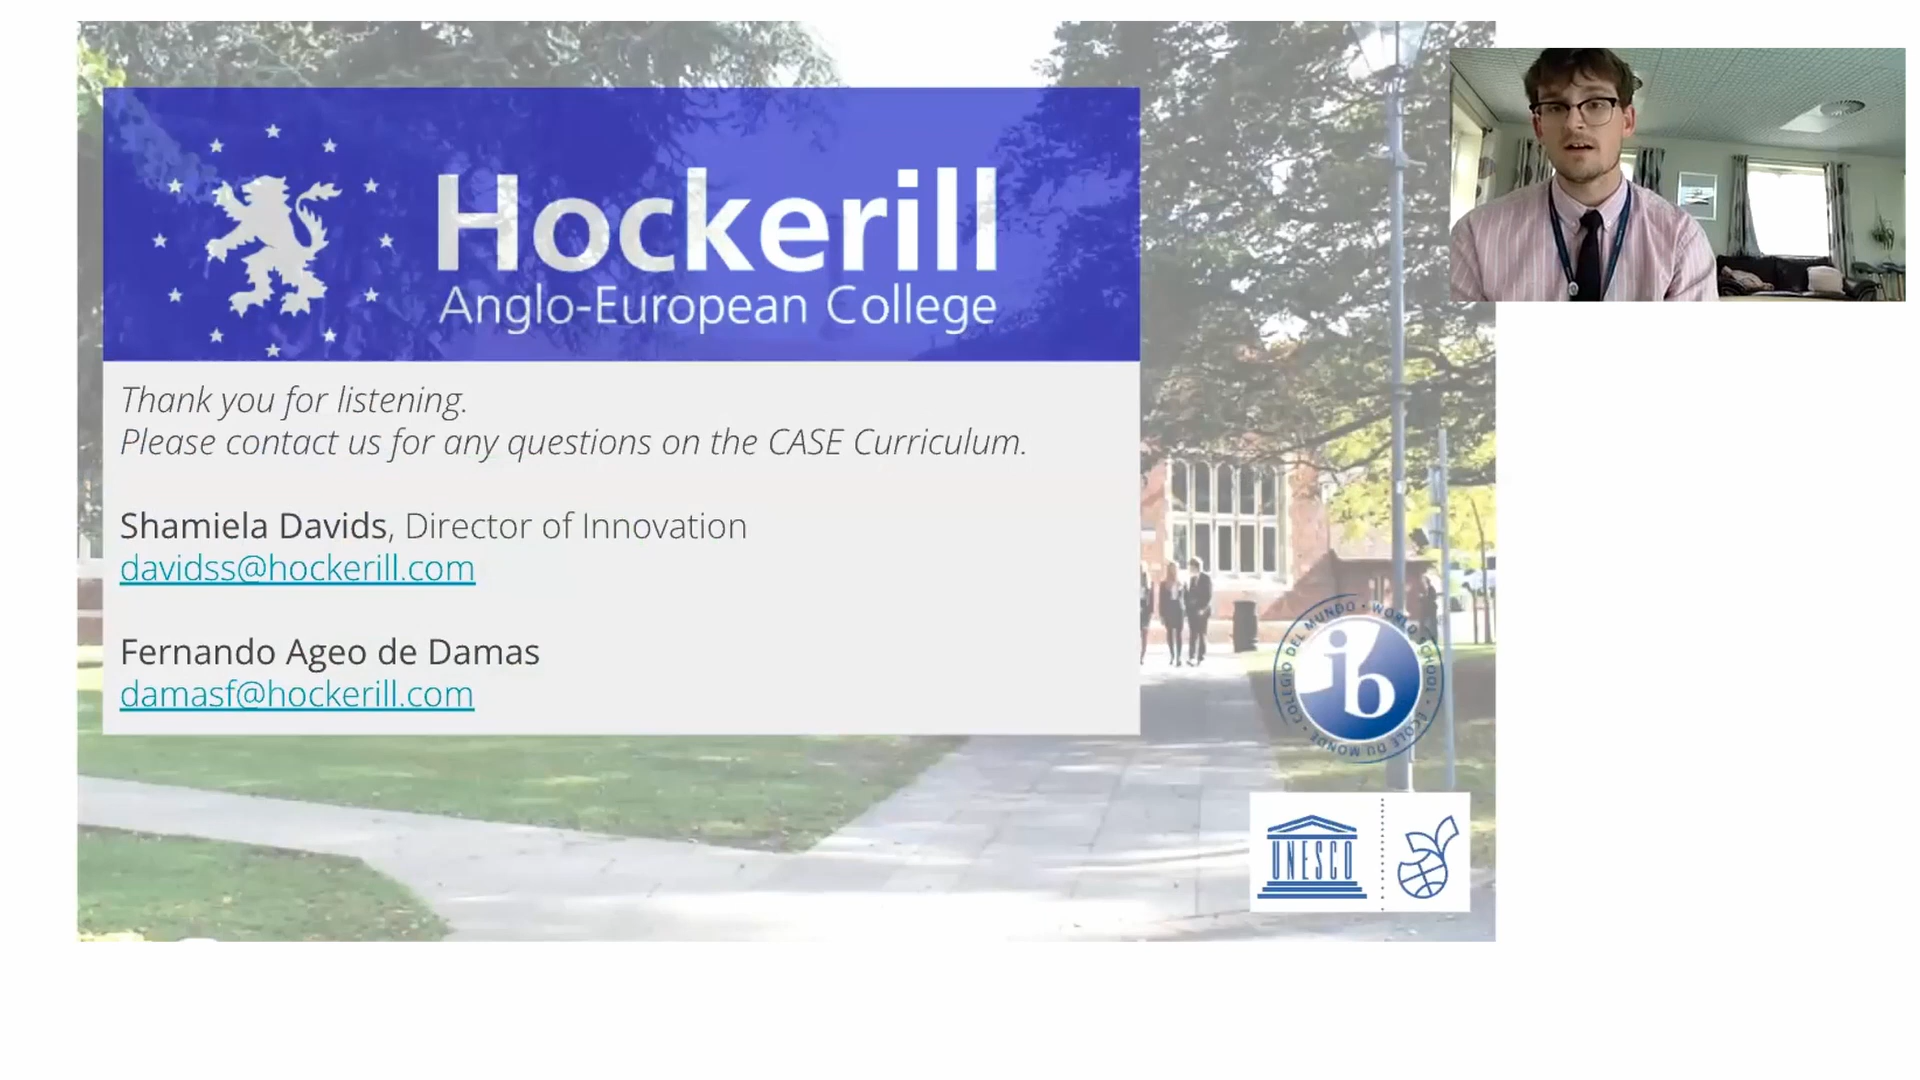 Hockerill
Anglo-European College
Thank you for listening.
Please contact us for any questions on the CASE Curriculum.
Shamiela Davids, Director of Innovation
davidss@hockerill.com
Fernando Ageo de Damas
damasf@hockerill.com
COLEGIO DEL MUNDO · WORLD SCHOOL · ÉCOLE DU MONDE ·
ib
UNESCO